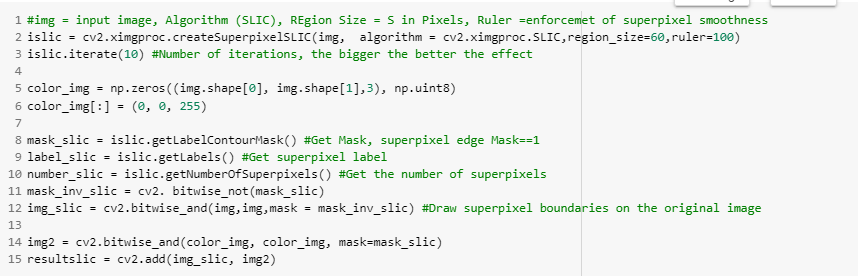 1 #img = input image, Algorithm (SLIC), REgion Size = S in Pixels, Ruler =enforcemet of superpixel smoothness
2 islic = cv2.ximgproc.createSuperpixelSLIC(img,  algorithm = cv2.ximgproc.SLIC,region_size=60,ruler=100)
3 islic.iterate(10) #Number of iterations, the bigger the better the effect
4
5 color_img = np.zeros((img.shape[0], img.shape[1],3), np.uint8)
6 color_img[:] = (0, 0, 255)
7
8 mask_slic = islic.getLabelContourMask() #Get Mask, superpixel edge Mask==1
9 label_slic = islic.getLabels() #Get superpixel label
10 number_slic = islic.getNumberOfSuperpixels() #Get the number of superpixels
11 mask_inv_slic = cv2. bitwise_not(mask_slic)
12 img_slic = cv2.bitwise_and(img,img,mask = mask_inv_slic) #Draw superpixel boundaries on the original image
13
14 img2 = cv2.bitwise_and(color_img, color_img, mask=mask_slic)
15 resultslic = cv2.add(img_slic, img2)